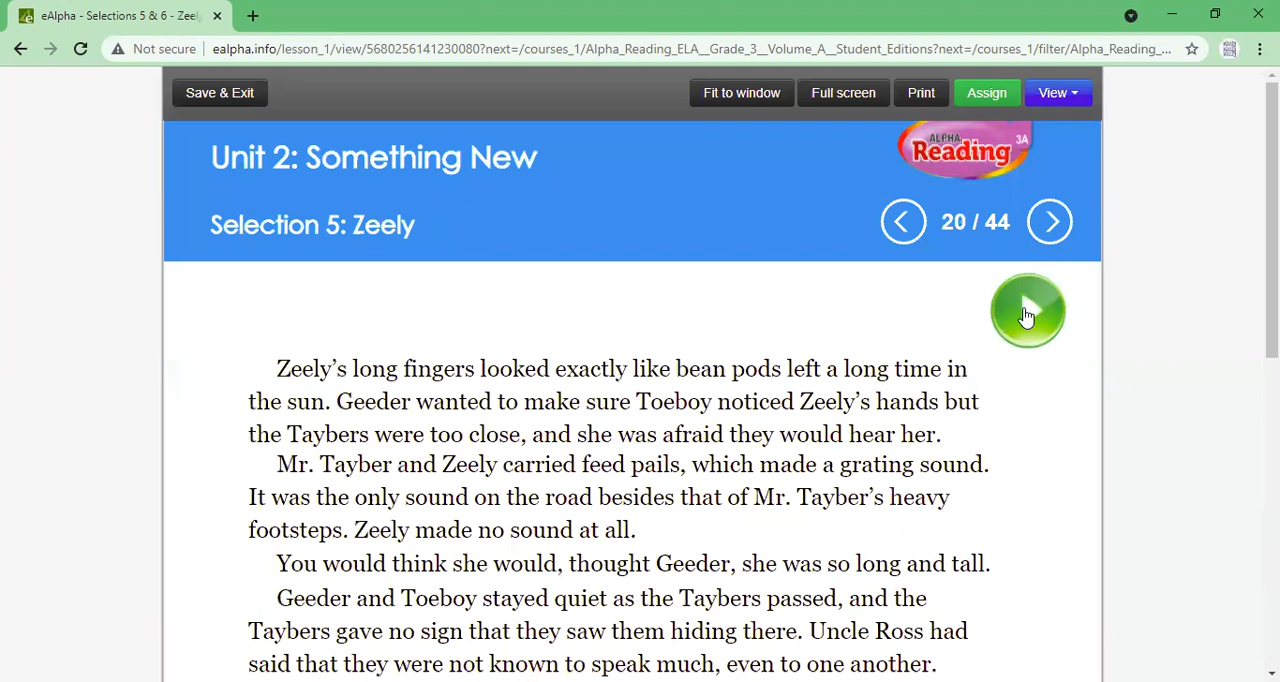 eAlpha - Selections 5 & 6 - Zeel
Not secure
ealpha.info/lesson_1/view/5680256141230080?next=/courses_1/Alpha_Reading_ELA__Grade_3__Volume_A__Student_Editions?next=/courses_1/filter/Alpha_Reading_...
Save & Exit
Fit to window
Full screen
Print
Assign
View
Unit 2: Something New
ALPHA
Reading
3A
Selection 5: Zeely
20 / 44
Zeely’s long fingers looked exactly like bean pods left a long time in
the sun. Geeder wanted to make sure Toeboy noticed Zeely’s hands but
the Taybers were too close, and she was afraid they would hear her.
Mr. Tayber and Zeely carried feed pails, which made a grating sound.
It was the only sound on the road besides that of Mr. Tayber’s heavy
footsteps. Zeely made no sound at all.
You would think she would, thought Geeder, she was so long and tall.
Geeder and Toeboy stayed quiet as the Taybers passed, and the
Taybers gave no sign that they saw them hiding there. Uncle Ross had
said that they were not known to speak much, even to one another.